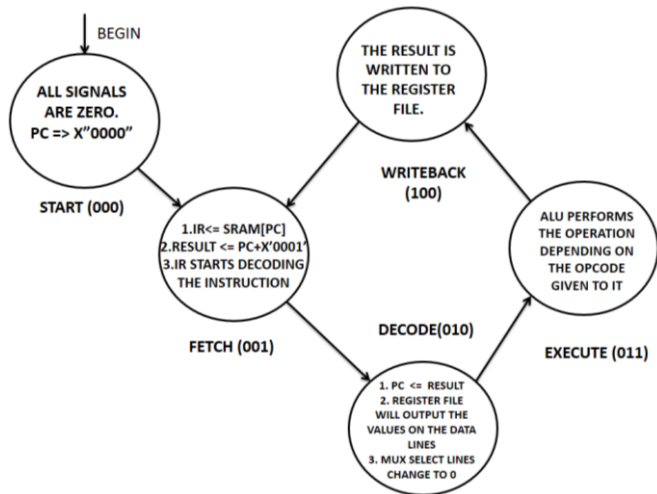 BEGIN
ALL SIGNALS
ARE ZERO.
PC => X"0000"
START (000)
THE RESULT IS
WRITTEN TO
THE REGISTER
FILE.
WRITEBACK
(100)
1.IR<= SRAM[PC]
2.RESULT <= PC+X'0001'
3.IR STARTS DECODING
THE INSTRUCTION
FETCH (001)
ALU PERFORMS
THE OPERATION
DEPENDING ON
THE OPCODE
GIVEN TO IT
EXECUTE (011)
DECODE(010)
1. PC <= RESULT
2. REGISTER FILE
WILL OUTPUT THE
VALUES ON THE DATA
LINES
3. MUX SELECT LINES
CHANGE TO 0